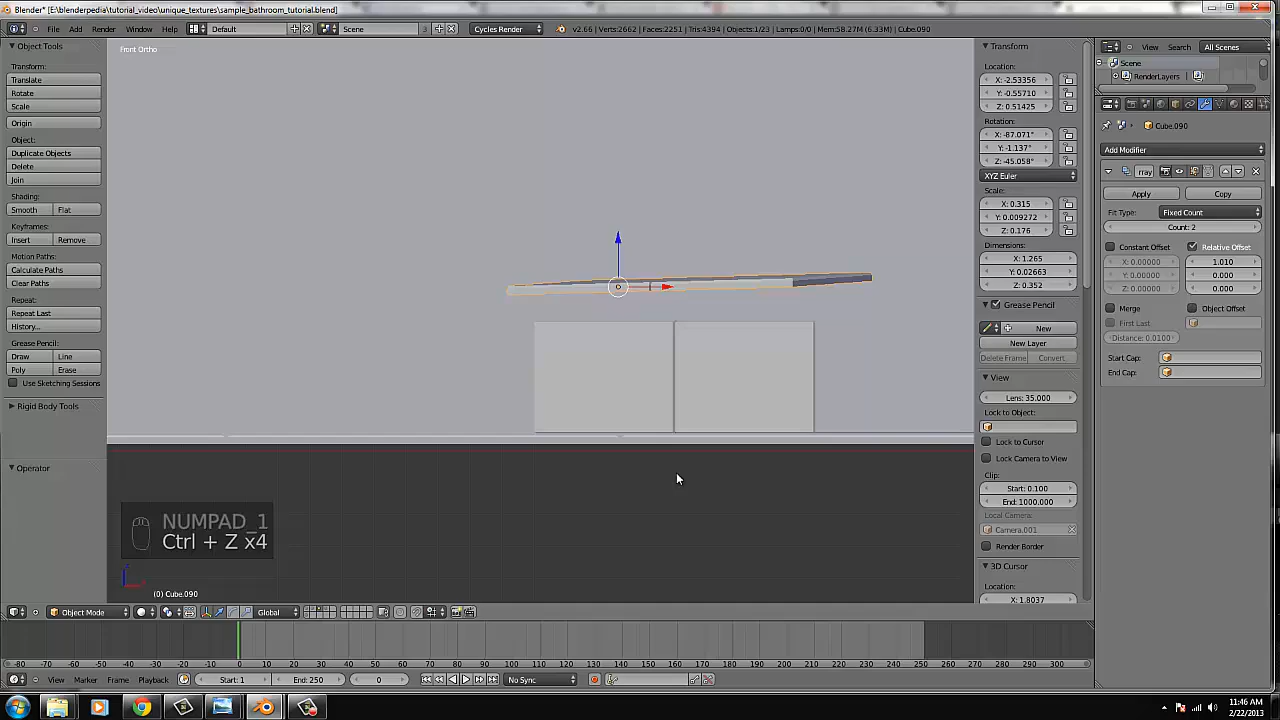 Blender* [E:\blenderpedia\tutorial_video\unique_textures\sample_bathroom_tutorial.blend]
File Add Render Window Help Default Scene 3 Cycles Render v2.66 | Verts:2662 | Faces:2251 | Tris:4394 | Objects:1/23 | Lamps:0/0 | Mem:58.27M (6.33M) | Cube.090
View Search All Scenes
Object Tools
Front Ortho
Transform
Scene
Transform:
Location:
RenderLayers
Translate
X: -2.53356
Rotate
Y: -0.55710
Scale
Z: 0.51425
Origin
Rotation:
Cube.090
X:-87.071°
Object:
Y: -1.137°
Duplicate Objects
Z:-45.058°
Add Modifier
Delete
XYZ Euler
rray
Join
Scale:
Apply Copy
Shading:
X: 0.315
Smooth Flat
Y: 0.009272
Fit Type: Fixed Count
Z: 0.176
Count: 2
Keyframes:
Insert Remove
Dimensions:
Constant Offset Relative Offset
Motion Paths:
X: 1.265
X: 0.00000 1.010
Calculate Paths
Y: 0.02663
Y: 0.00000 0.000
Clear Paths
Z: 0.352
Z: 0.00000 0.000
Repeat:
Grease Pencil
Merge Object Offset
Repeat Last
New
First Last
History...
New Layer
Distance: 0.0100
Grease Pencil:
Delete Frame Convert
Draw Line
Start Cap:
Poly Erase
View
End Cap:
Use Sketching Sessions
Lens: 35.000
Rigid Body Tools
Lock to Object:
Lock to Cursor
Lock Camera to View
Operator
Clip:
Start: 0.100
End: 1000.000
Local Camera:
Camera.001
NUMPAD_1
Ctrl + Z x4
Render Border
3D Cursor
Location:
(0) Cube.090
X: 1.8037
Object Mode Global
-80 -70 -60 -50 -40 -30 -20 -10 0 10 20 30 40 50 60 70 80 90 100 110 120 130 140 150 160 170 180 190 200 210 220 230 240 250 260 270 280 290 300
View Marker Frame Playback Start: 1 End: 250 0 No Sync
11:46 AM
2/22/2013